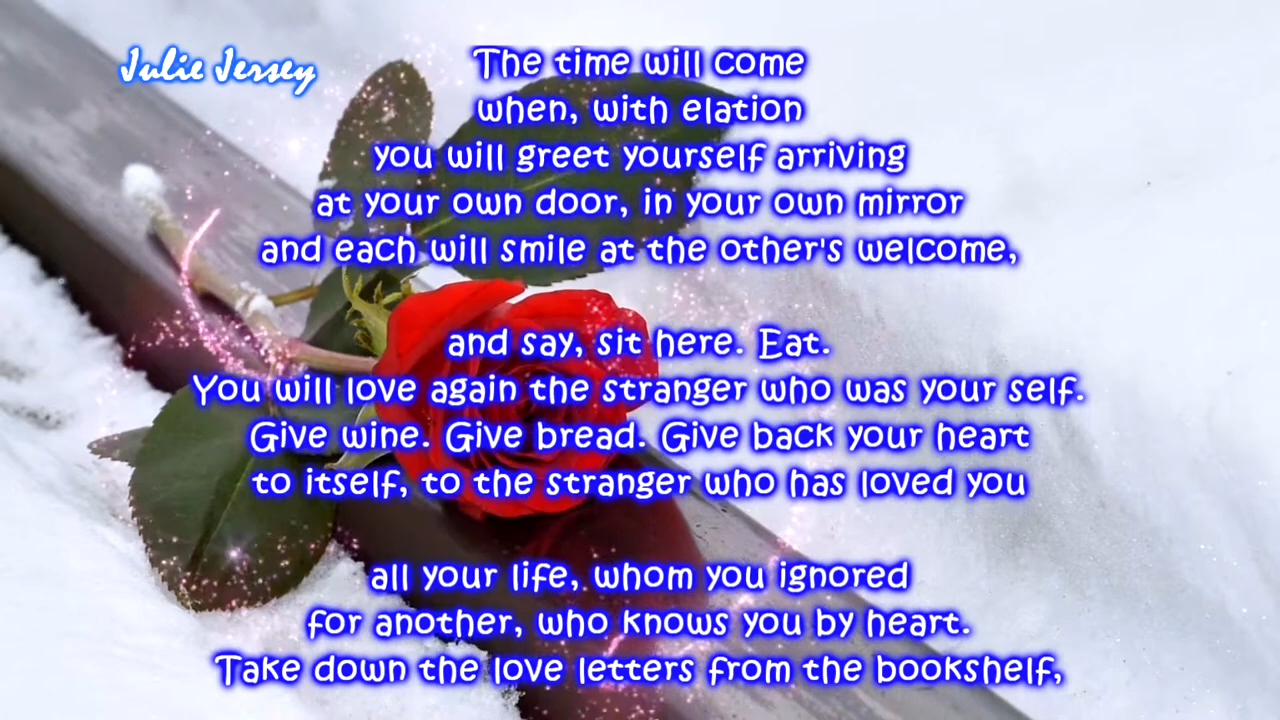 Julie Jersey
The time will come
when, with elation
you will greet yourself arriving
at your own door, in your own mirror
and each will smile at the other's welcome,
and say, sit here. Eat.
You will love again the stranger who was your self.
Give wine. Give bread. Give back your heart
to itself, to the stranger who has loved you
all your life, whom you ignored
for another, who knows you by heart.
Take down the love letters from the bookshelf,